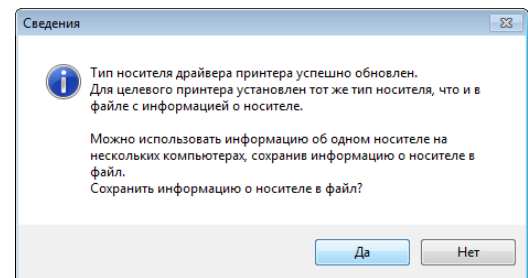 Сведения
Тип носителя драйвера принтера успешно обновлен.
Для целевого принтера установлен тот же тип носителя, что и в
файле с информацией о носителе.
Можно использовать информацию об одном носителе на
нескольких компьютерах, сохранив информацию о носителе в
файл.
Сохранить информацию о носителе в файл?
Да
Нет